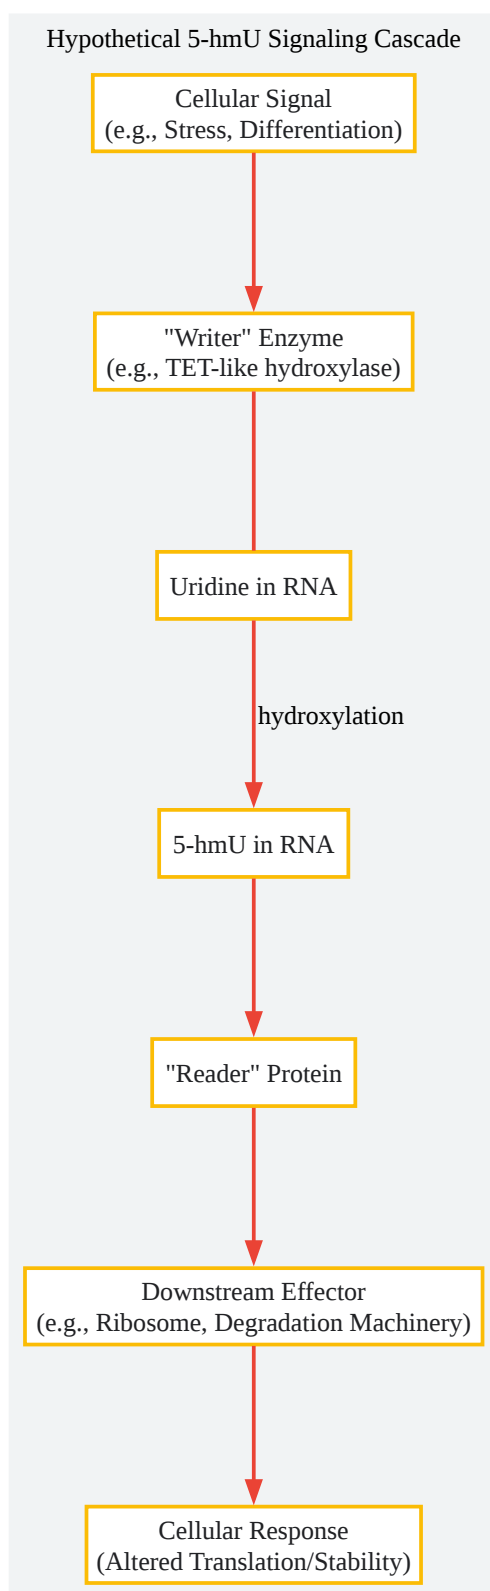 Hypothetical 5-hmU Signaling Cascade
Cellular Signal
(e.g., Stress, Differentiation)
"Writer" Enzyme
(e.g., TET-like hydroxylase)
Uridine in RNA
hydroxylation
5-hmU in RNA
"Reader" Protein
Downstream Effector
(e.g., Ribosome, Degradation Machinery)
Cellular Response
(Altered Translation/Stability)